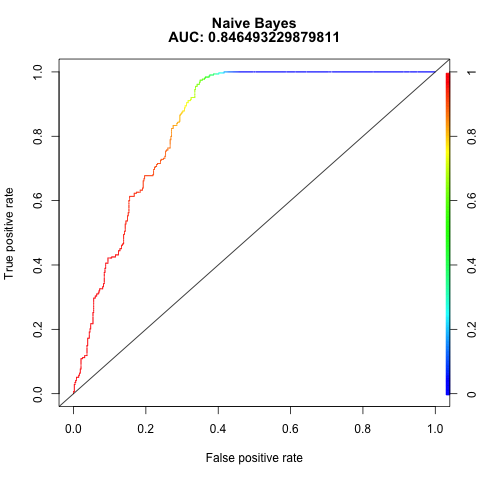 Naive Bayes
AUC: 0.846493229879811
True positive rate
1.0
0.8
0.6
0.4
0.2
0.0
1
0.8
0.6
0.4
0.2
0
0.0 0.2 0.4 0.6 0.8 1.0
False positive rate